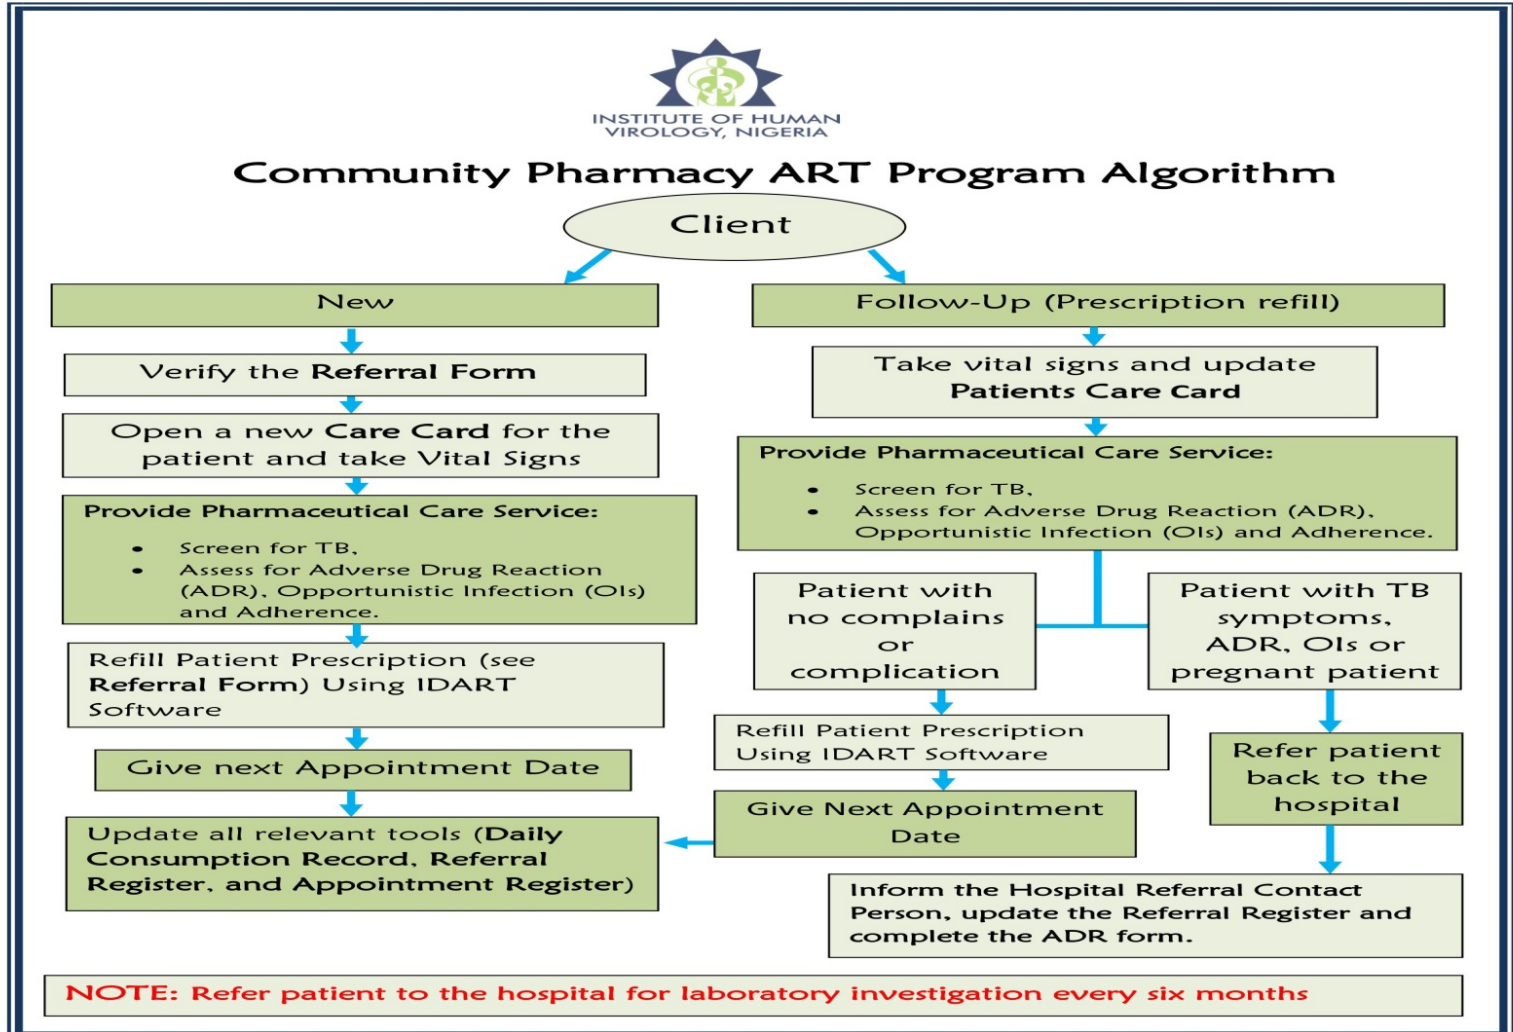 INSTITUTE OF HUMAN
VIROLOGY, NIGERIA
Community Pharmacy ART Program Algorithm
Client
New
Verify the Referral Form
Open a new Care Card for the
patient and take Vital Signs
Provide Pharmaceutical Care Service:
• Screen for TB,
• Assess for Adverse Drug Reaction
(ADR), Opportunistic Infection (OIs)
and Adherence.
Refill Patient Prescription (see
Referral Form) Using IDART
Software
Give next Appointment Date
Update all relevant tools (Daily
Consumption Record, Referral
Register, and Appointment Register)
Follow-Up (Prescription refill)
Take vital signs and update
Patients Care Card
Provide Pharmaceutical Care Service:
• Screen for TB,
• Assess for Adverse Drug Reaction (ADR),
Opportunistic Infection (OIs) and Adherence.
Patient with
no complains
or
complication
Refill Patient Prescription
Using IDART Software
Give Next Appointment
Date
Patient with TB
symptoms,
ADR, OIs or
pregnant patient
Refer patient
back to the
hospital
Inform the Hospital Referral Contact
Person, update the Referral Register and
complete the ADR form.
NOTE: Refer patient to the hospital for laboratory investigation every six months